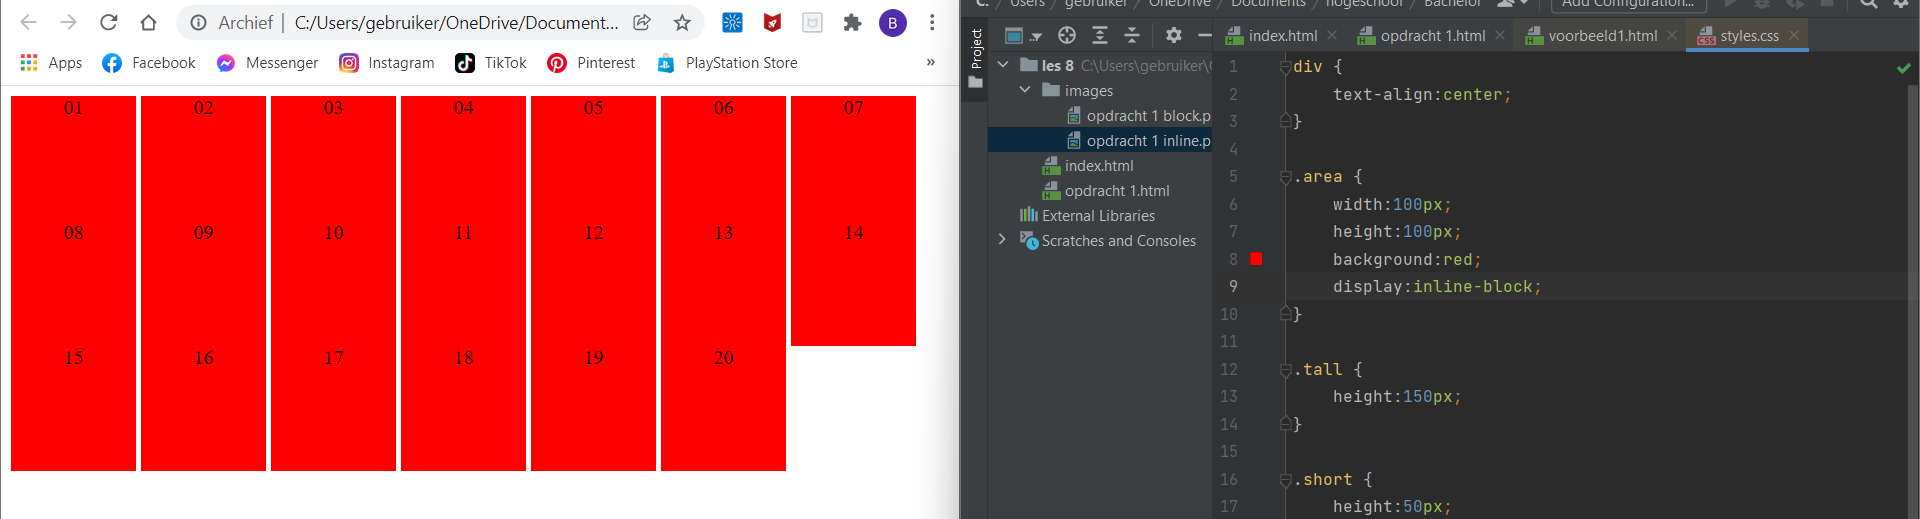 Archief | C:/Users/gebruiker/OneDrive/Document...
B
Apps Facebook Messenger Instagram TikTok Pinterest PlayStation Store »
01 02 03 04 05 06 07
08 09 10 11 12 13 14
15 16 17 18 19 20
Users gebruiker OneDrive Documents hogeschool Bachelor Add Configuration...
Project
index.html opdracht 1.html voorbeeld1.html styles.css
les 8 C:\Users\gebruiker\
images
opdracht 1 block.p
opdracht 1 inline.p
index.html
opdracht 1.html
External Libraries
Scratches and Consoles
1 div {
2 text-align:center;
3 }
4
5 .area {
6 width:100px;
7 height:100px;
8 background:red;
9 display:inline-block;
10 }
11
12 .tall {
13 height:150px;
14 }
15
16 .short {
17 height:50px;